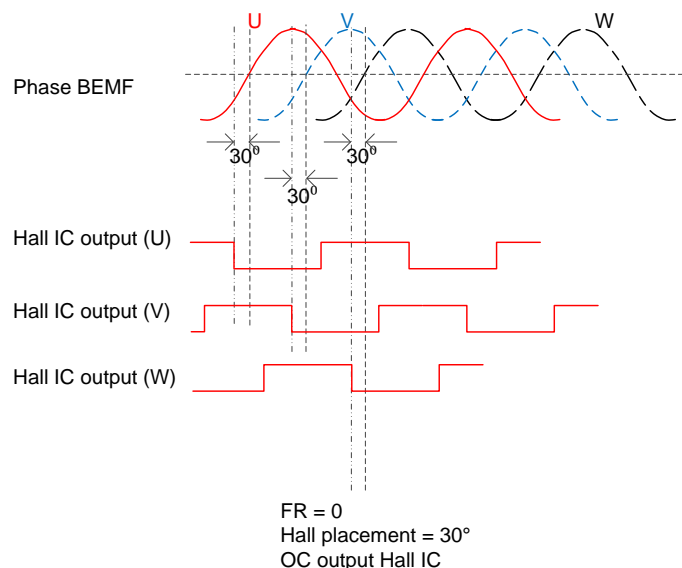 U
V
W
Phase BEMF
30⁰
30⁰
30⁰
Hall IC output (U)
Hall IC output (V)
Hall IC output (W)
FR = 0
Hall placement = 30°
OC output Hall IC